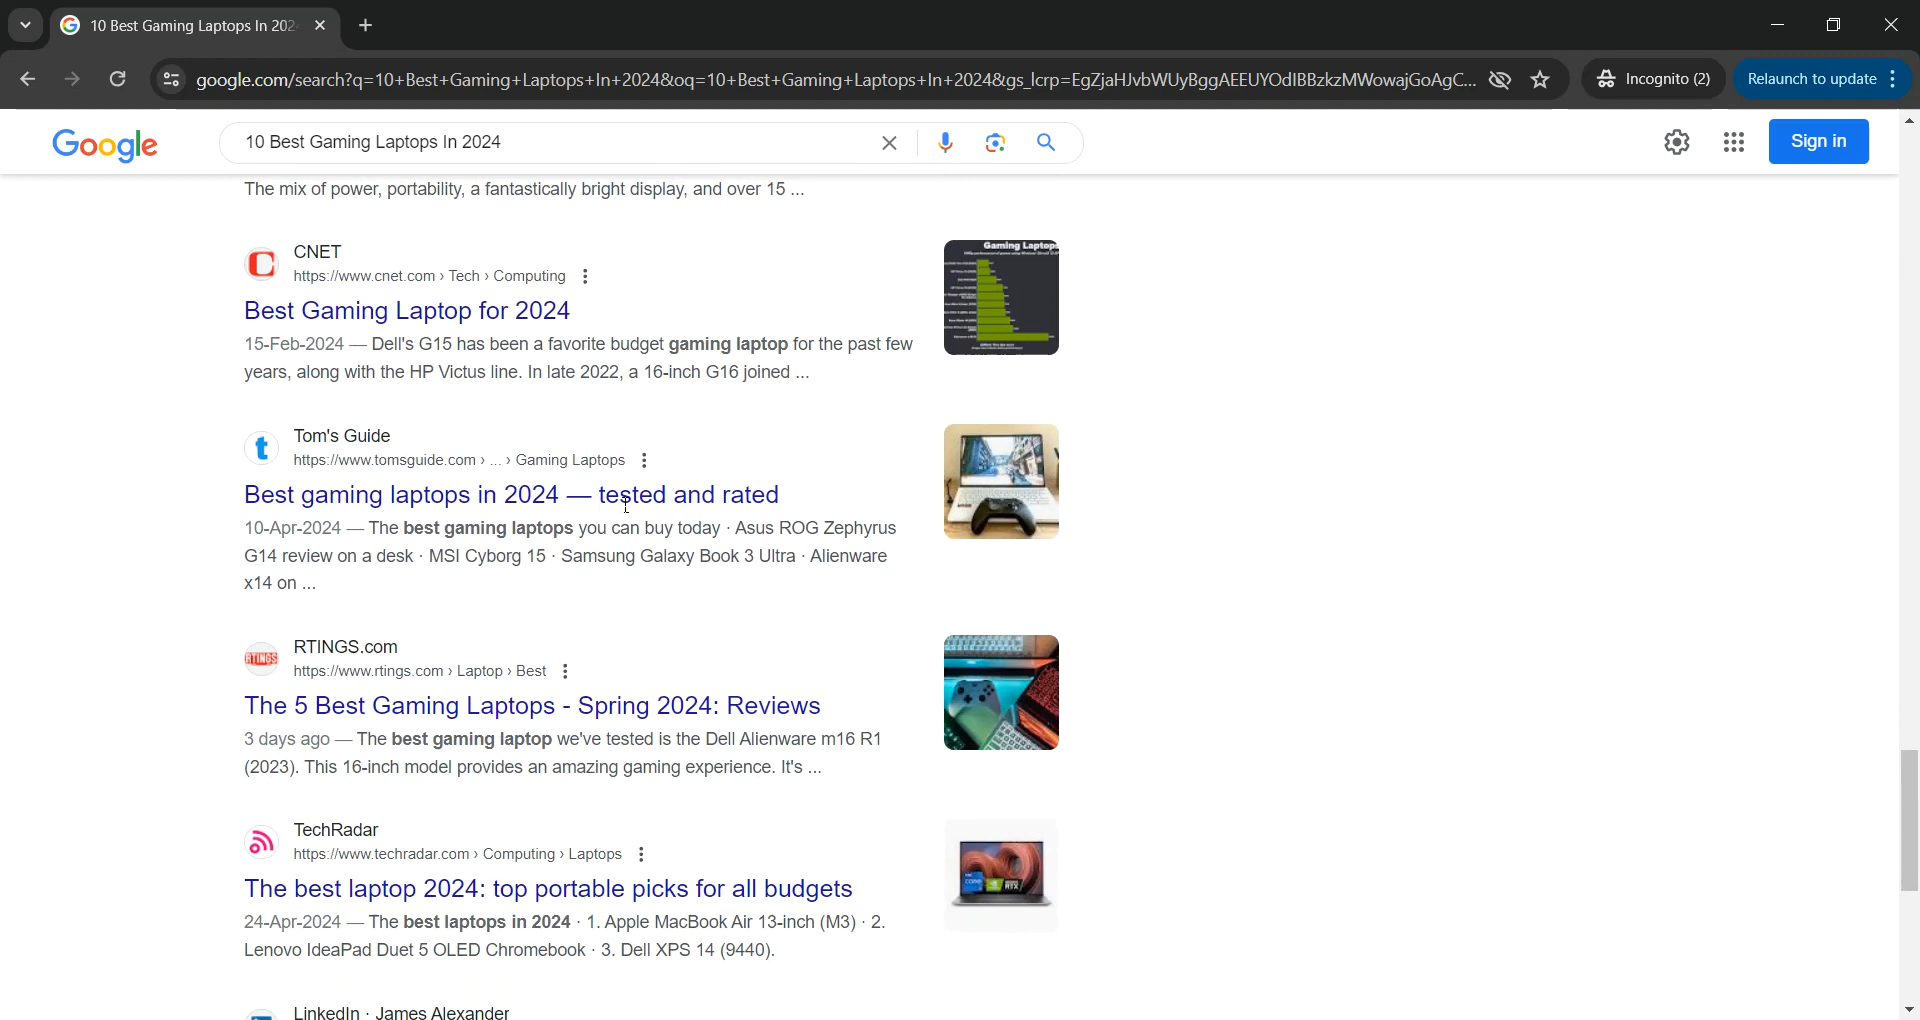 10 Best Gaming Laptops In 202
google.com/search?q=10+Best+Gaming+Laptops+In+2024&oq=10+Best+Gaming+Laptops+In+2024&gs_lcrp=EgZjaHJvbWUyBggAEEUYOdIBBzkzMWowajGoAgC...
Incognito (2)
Relaunch to update
Google
10 Best Gaming Laptops In 2024
Sign in
The mix of power, portability, a fantastically bright display, and over 15 ...
CNET
https://www.cnet.com › Tech › Computing
Best Gaming Laptop for 2024
15-Feb-2024 — Dell's G15 has been a favorite budget gaming laptop for the past few
years, along with the HP Victus line. In late 2022, a 16-inch G16 joined ...
Gaming Laptops
Tom's Guide
https://www.tomsguide.com › ... › Gaming Laptops
Best gaming laptops in 2024 — tested and rated
10-Apr-2024 — The best gaming laptops you can buy today · Asus ROG Zephyrus
G14 review on a desk · MSI Cyborg 15 · Samsung Galaxy Book 3 Ultra · Alienware
x14 on ...
RTINGS
RTINGS.com
https://www.rtings.com › Laptop › Best
The 5 Best Gaming Laptops - Spring 2024: Reviews
3 days ago — The best gaming laptop we've tested is the Dell Alienware m16 R1
(2023). This 16-inch model provides an amazing gaming experience. It's ...
TechRadar
https://www.techradar.com › Computing › Laptops
The best laptop 2024: top portable picks for all budgets
24-Apr-2024 — The best laptops in 2024 · 1. Apple MacBook Air 13-inch (M3) · 2.
Lenovo IdeaPad Duet 5 OLED Chromebook · 3. Dell XPS 14 (9440).
LinkedIn · James Alexander